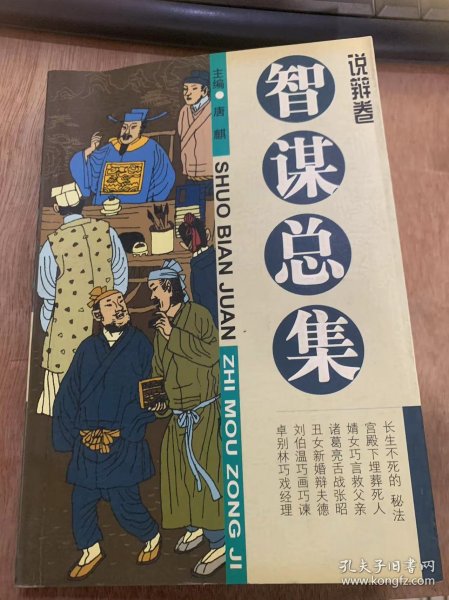 说辩卷
智谋总集
主编·唐麒
SHUO BIAN JUAN
ZHI MOU ZONG JI
长生不死的 秘法
宫殿下埋葬死人
婧女巧言救父亲
诸葛亮舌战张昭
丑女新婚辩夫德
刘伯温巧画巧谏
卓别林巧戏经理
孔夫子旧书网
www.kongfz.com